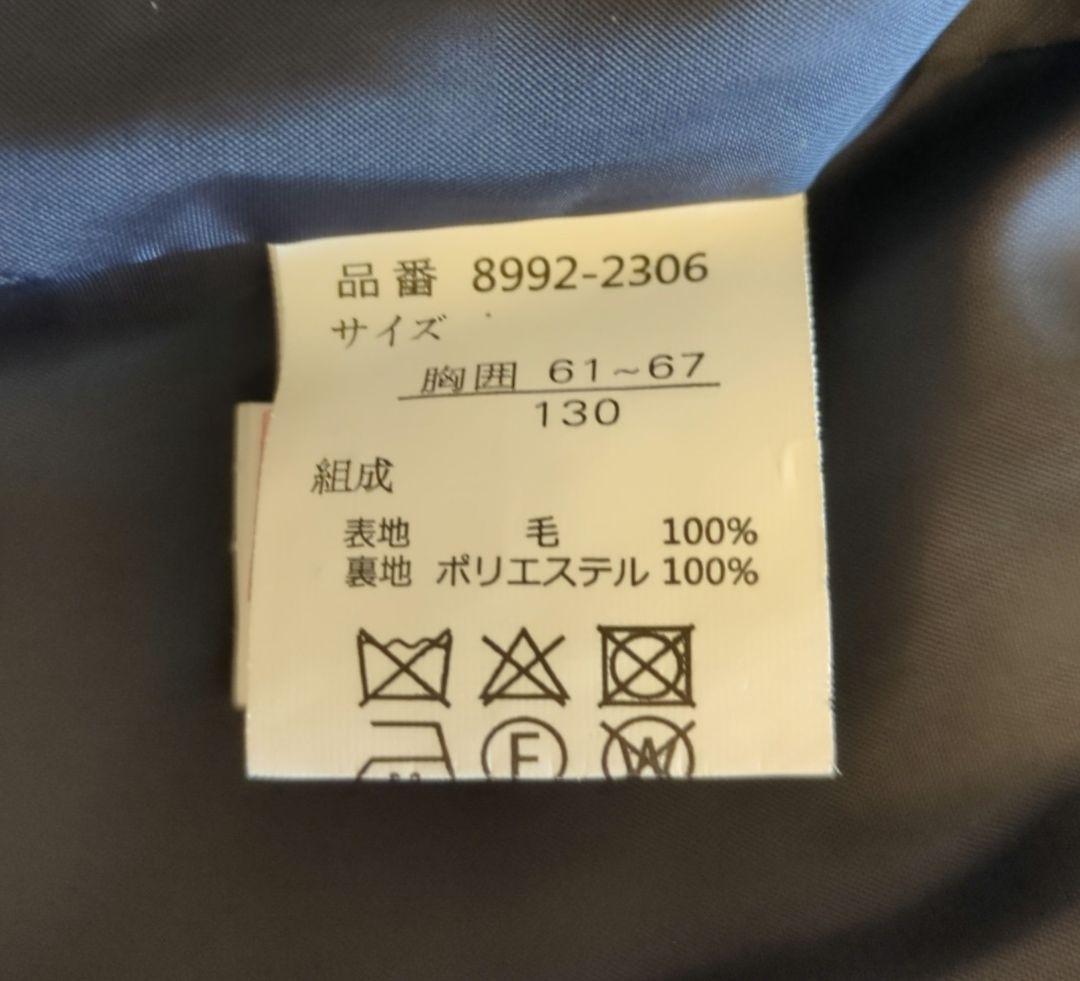 品番 8992-2306
サイズ
胸囲 61~67
130
組成
表地 毛 100%
裏地 ポリエステル 100%
F
W